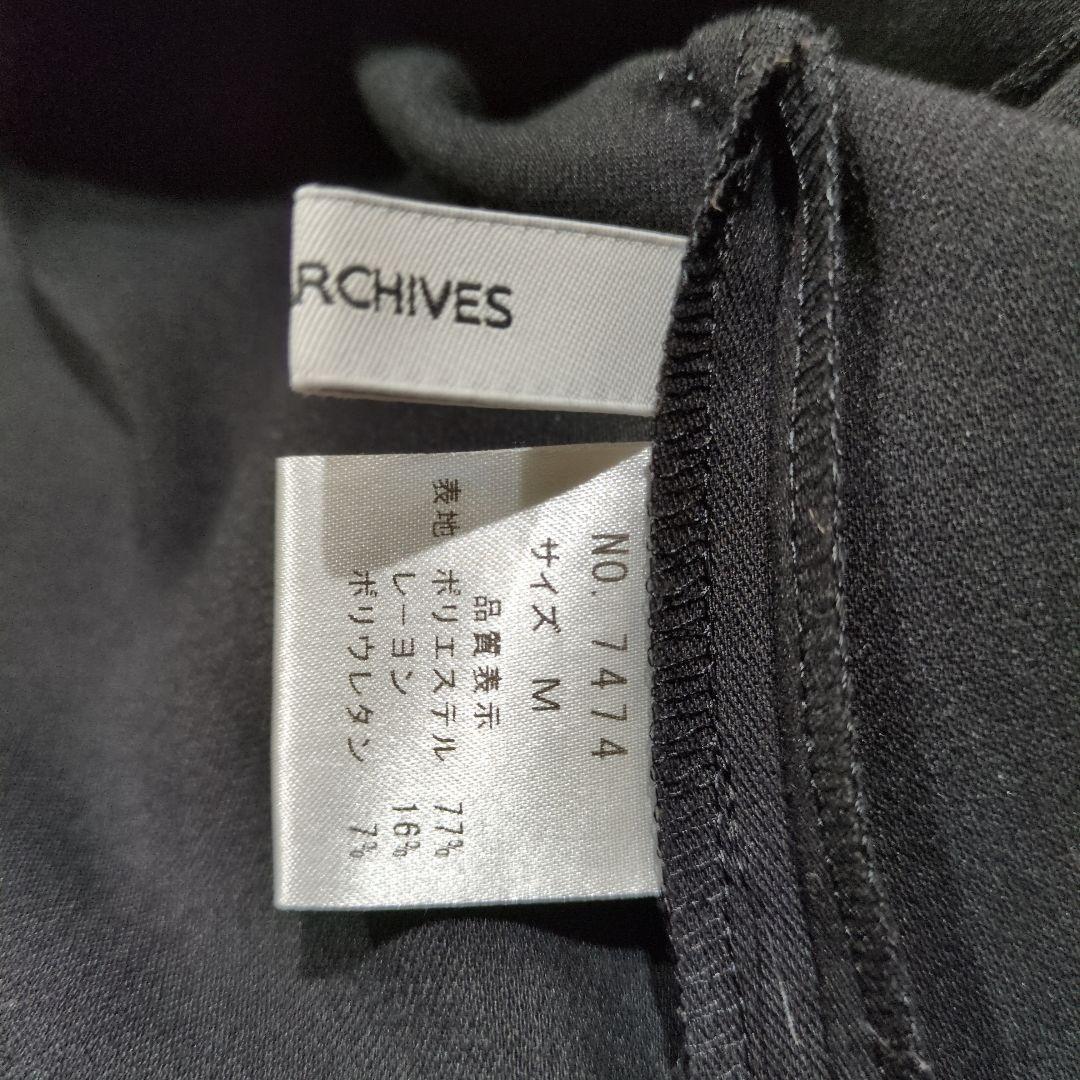 RCHIVES
NO. 7474
サイズ M
品質表示
表地 ポリエステル 77%
レーヨン 16%
ポリウレタン 7%